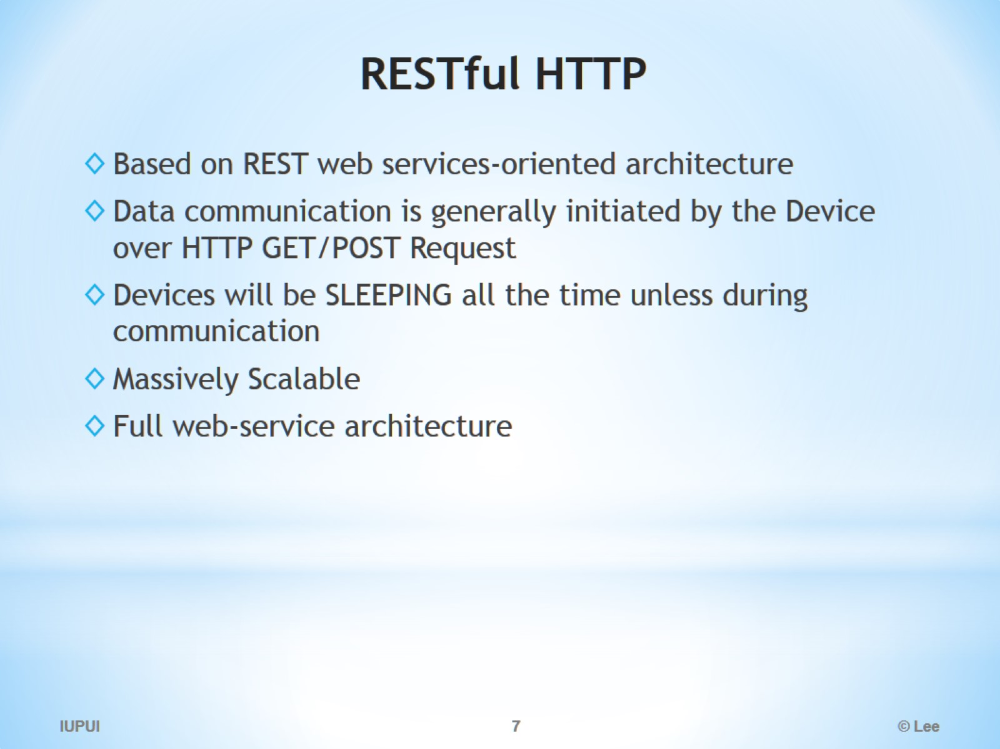 RESTful HTTP
◇ Based on REST web services-oriented architecture
◇ Data communication is generally initiated by the Device
over HTTP GET/POST Request
◇ Devices will be SLEEPING all the time unless during
communication
◇ Massively Scalable
◇ Full web-service architecture
IUPUI
7
© Lee